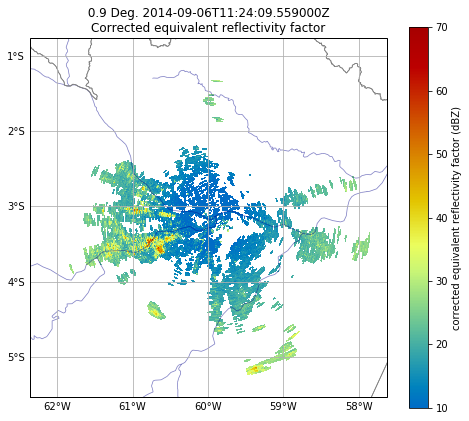 0.9 Deg. 2014-09-06T11:24:09.559000Z
Corrected equivalent reflectivity factor
1°S
2°S
3°S
4°S
5°S
62°W 61°W 60°W 59°W 58°W
70
60
50
40
30
20
10
corrected equivalent reflectivity factor (dBZ)